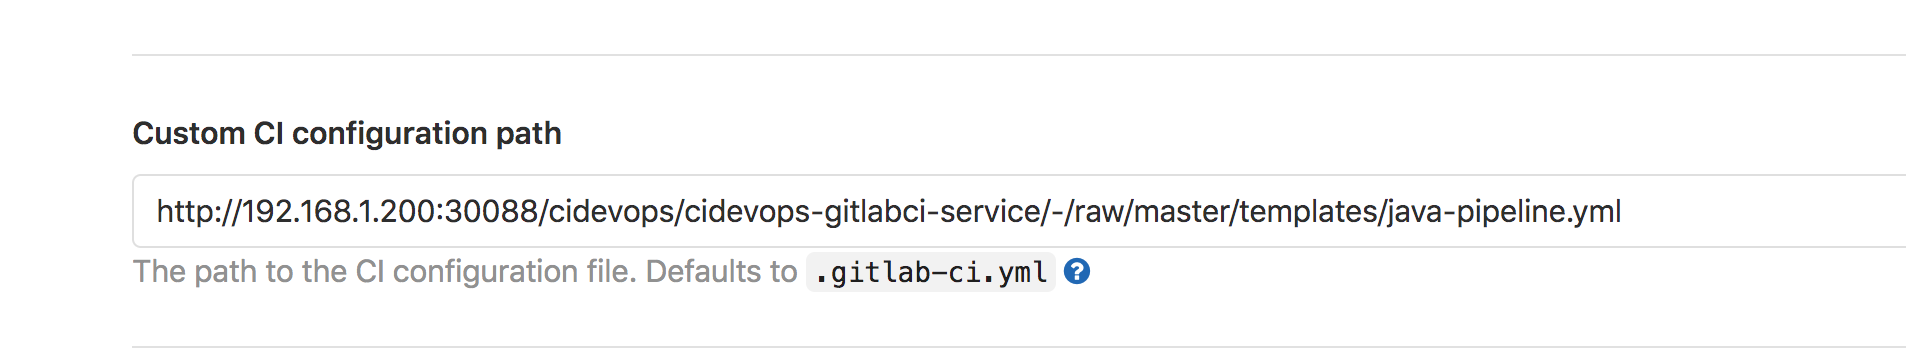 Custom CI configuration path
http://192.168.1.200:30088/cidevops/cidevops-gitlabci-service/-/raw/master/templates/java-pipeline.yml
The path to the CI configuration file. Defaults to .gitlab-ci.yml ?